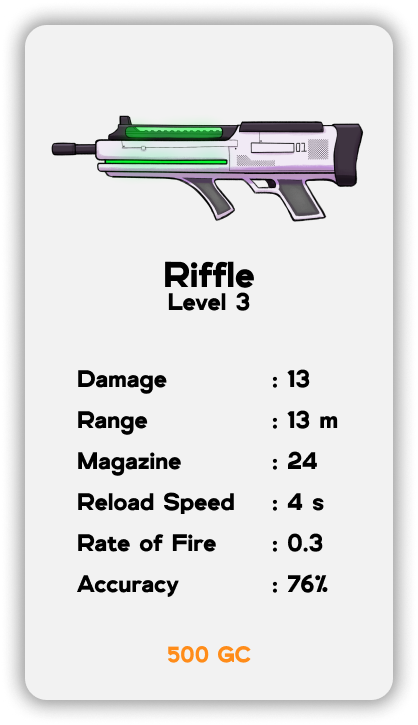 01
Riffle
Level 3
Damage : 13
Range : 13 m
Magazine : 24
Reload Speed : 4 s
Rate of Fire : 0.3
Accuracy : 76%
500 GC